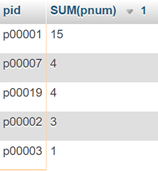 pid SUM(pnum) 1
p00001 15
p00007 4
p00019 4
p00002 3
p00003 1